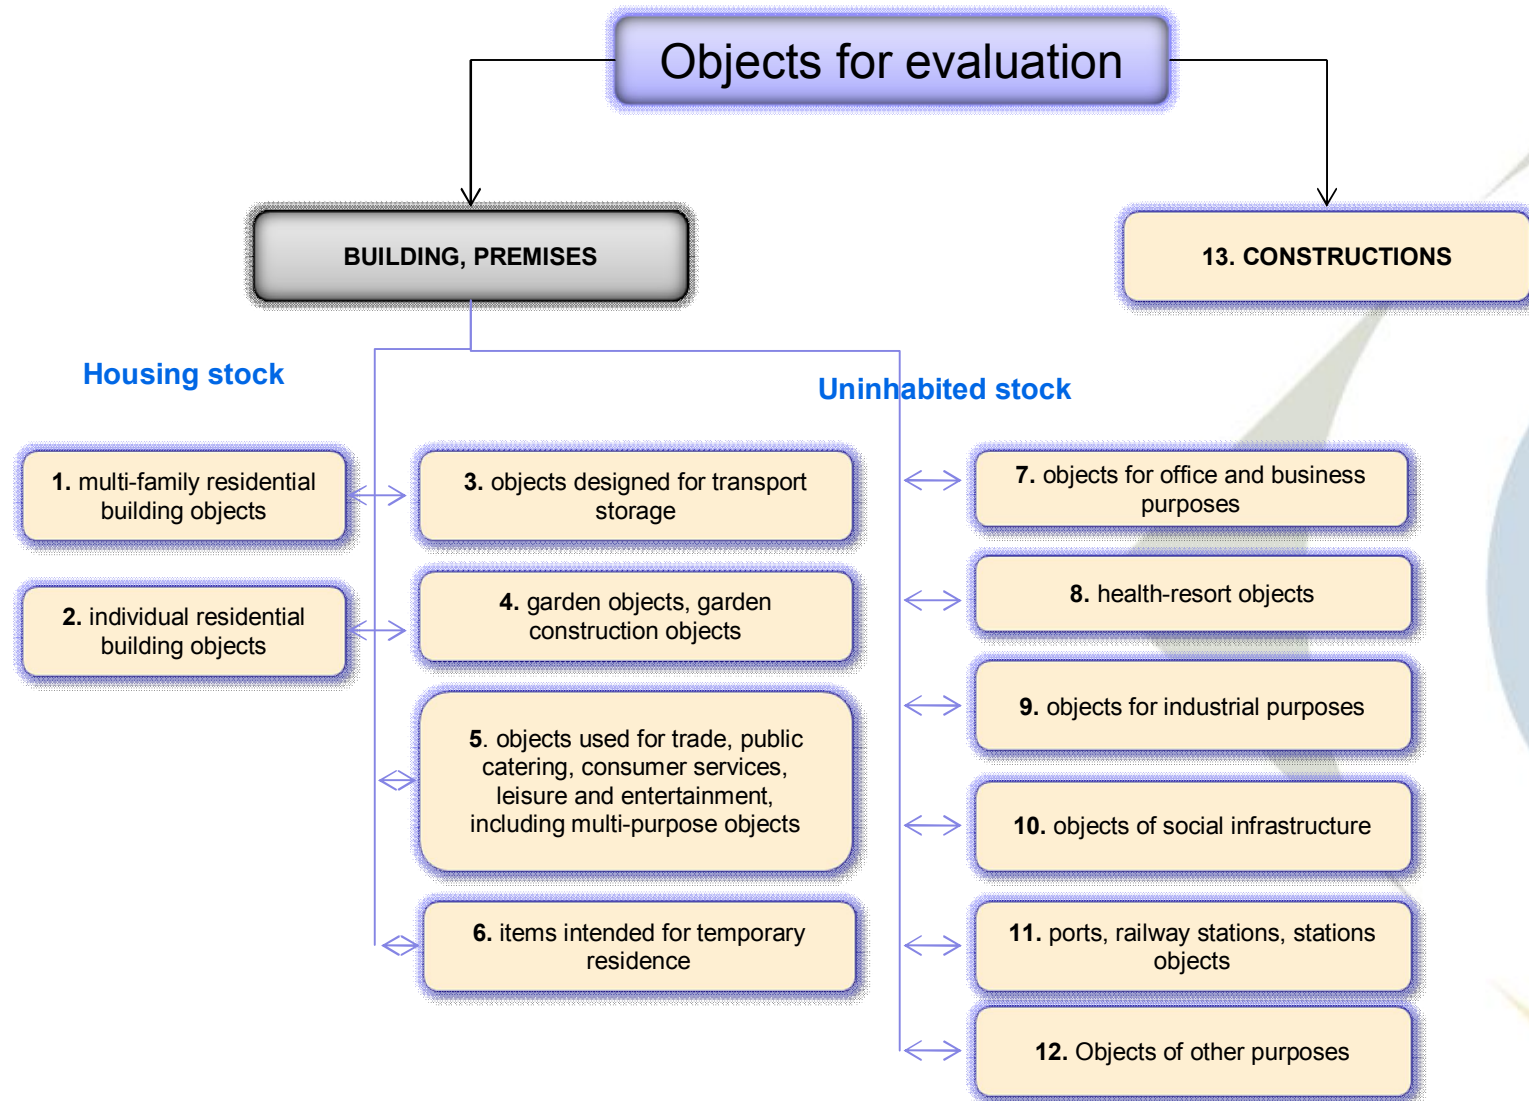 Objects for evaluation
BUILDING, PREMISES
13. CONSTRUCTIONS
Housing stock
Uninhabited stock
1. multi-family residential
building objects
2. individual residential
building objects
3. objects designed for transport
storage
4. garden objects, garden
construction objects
5. objects used for trade, public
catering, consumer services,
leisure and entertainment,
including multi-purpose objects
6. items intended for temporary
residence
7. objects for office and business
purposes
8. health-resort objects
9. objects for industrial purposes
10. objects of social infrastructure
11. ports, railway stations, stations
objects
12. Objects of other purposes